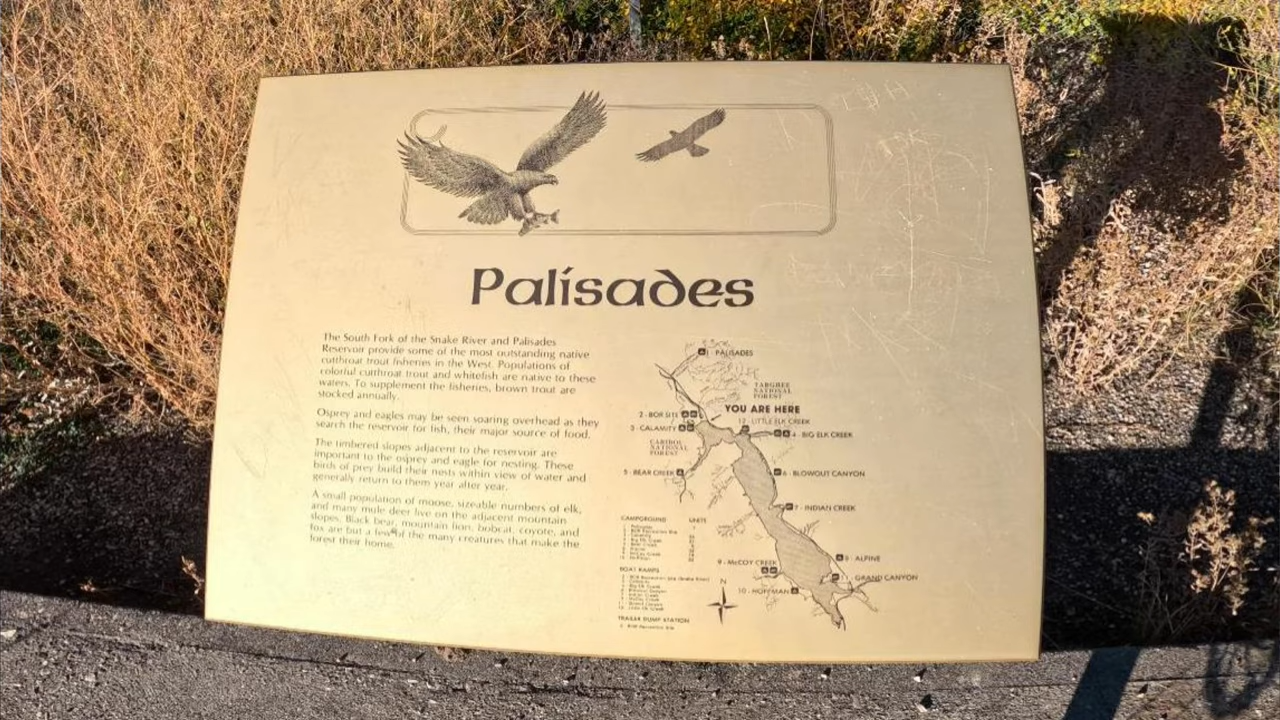 Palisades
The South Fork of the Snake River and Palisades
Reservoir provide some of the most outstanding native
cutthroat trout fisheries in the West. Populations of
colorful cutthroat trout and whitefish are native to these
waters. To supplement the fisheries, brown trout are
stocked annually.
Osprey and eagles may be seen soaring overhead as they
search the reservoir for fish, their major source of food.
The timbered slopes adjacent to the reservoir are
important to the osprey and eagle for nesting. These
birds of prey build their nests within view of water and
generally return to them year after year.
A small population of moose, sizeable numbers of elk,
and many mule deer live on the adjacent mountain
slopes. Black bear, mountain lion, bobcat, coyote, and
fox are but a few of the many creatures that make the
forest their home.
1 PALISADES
TARGHEE
NATIONAL
FOREST
YOU ARE HERE
2 - BOR SITE
12 - LITTLE ELK CREEK
3 - CALAMITY
4 - BIG ELK CREEK
CARIBOU
NATIONAL
FOREST
5 - BEAR CREEK
6 - BLOWOUT CANYON
7 - INDIAN CREEK
8 - ALPINE
9 - McCOY CREEK
11 - GRAND CANYON
10 - HOFFMAN
N
CAMPGROUND UNITS
BOAT RAMPS
TRAILER DUMP STATION